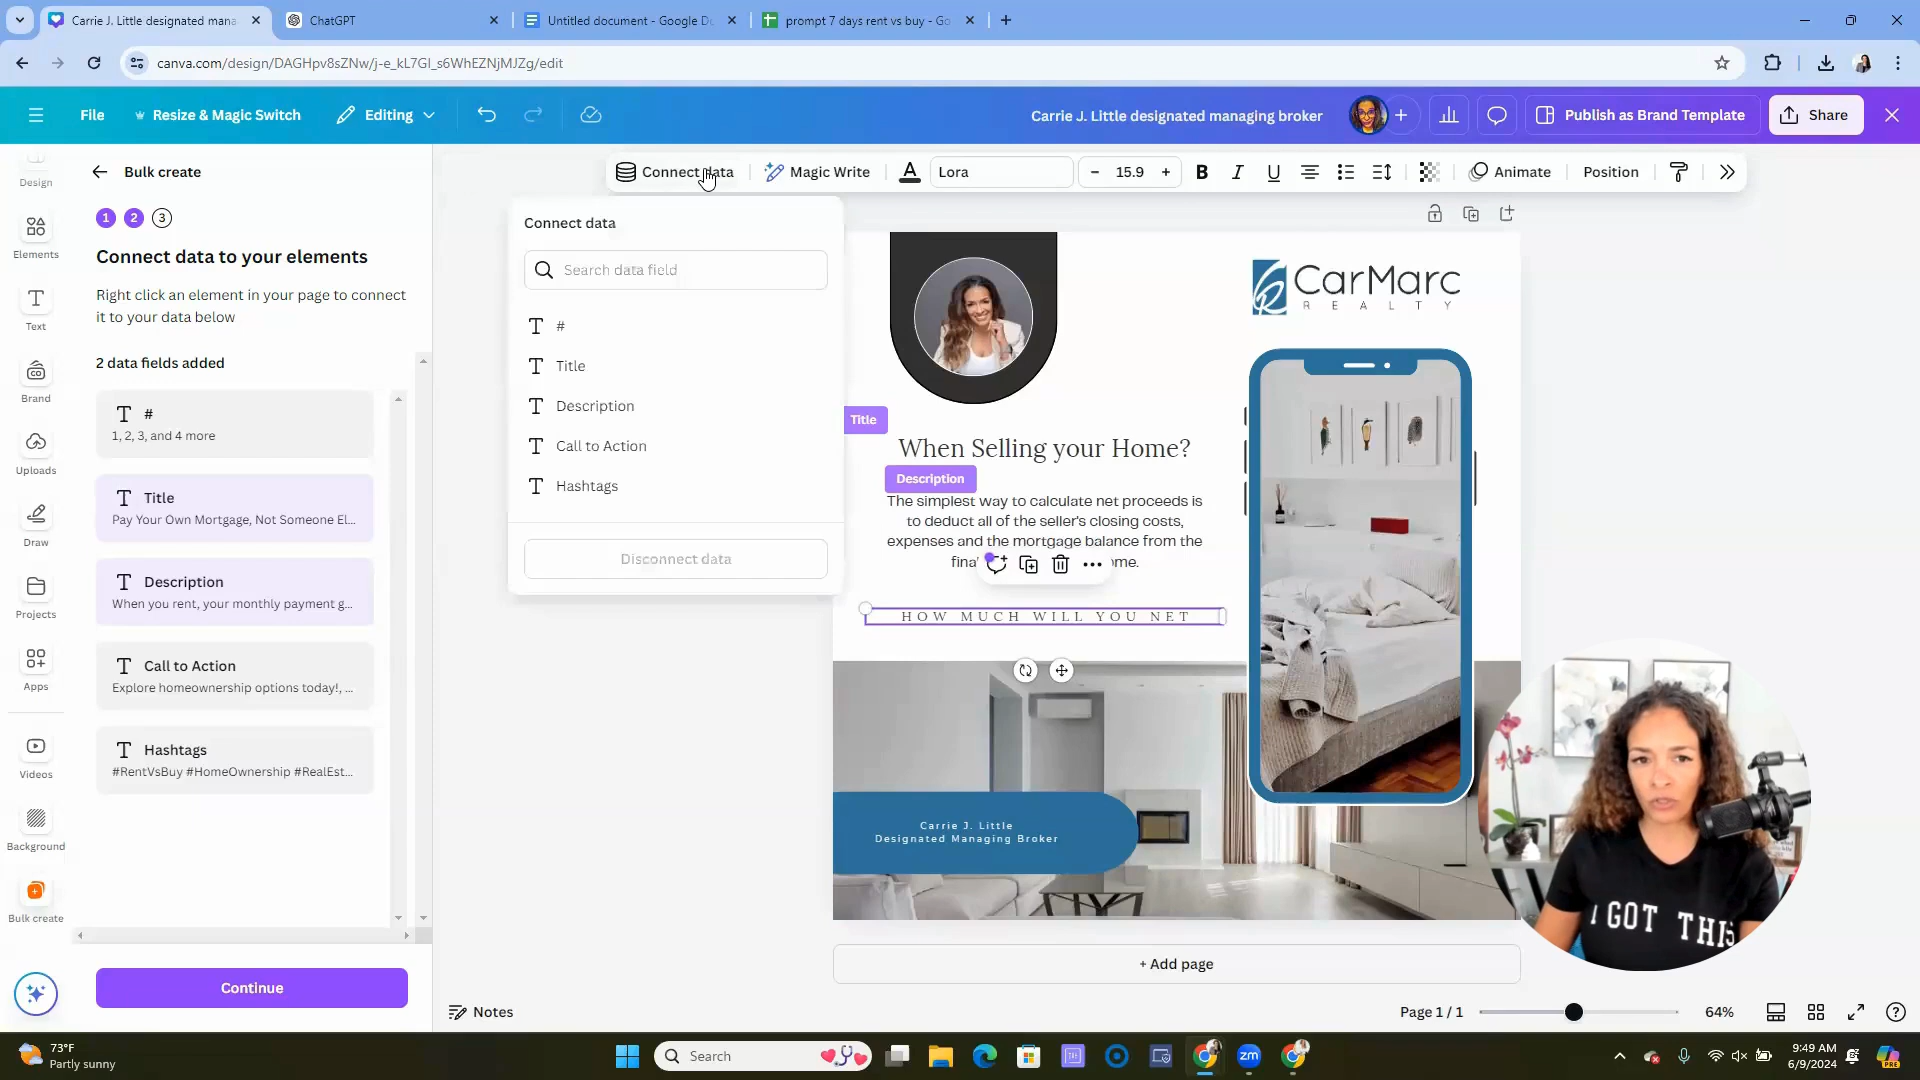 Carrie J. Little designated mana
ChatGPT
Untitled document - Google Do
prompt 7 days rent vs buy - Go
canva.com/design/DAGHpv8sZNw/j-e_kL7GI_s6WhEZNjMJZg/edit
File
Resize & Magic Switch
Editing
Carrie J. Little designated managing broker
Publish as Brand Template
Share
Design
Elements
Text
Brand
Uploads
Draw
Projects
Apps
Videos
Background
Bulk create
Bulk create
1 2 3
Connect data to your elements
Right click an element in your page to connect
it to your data below
2 data fields added
#
1, 2, 3, and 4 more
Title
Pay Your Own Mortgage, Not Someone El...
Description
When you rent, your monthly payment g...
Call to Action
Explore homeownership options today!, ...
Hashtags
#RentVsBuy #HomeOwnership #RealEst...
Continue
Connect data
Magic Write
A
Lora
- 15.9 +
B I U
Animate
Position
Connect data
Search data field
#
Title
Description
Call to Action
Hashtags
Disconnect data
CarMarc
REALTY
Title
When Selling your Home?
Description
The simplest way to calculate net proceeds is
to deduct all of the seller's closing costs,
expenses and the mortgage balance from the
HOW MUCH WILL YOU NET
Carrie J. Little
Designated Managing Broker
I GOT THIS
+ Add page
Notes
Page 1 / 1
64%
73°F
Partly sunny
Search
zm
9:49 AM
6/9/2024
PRE